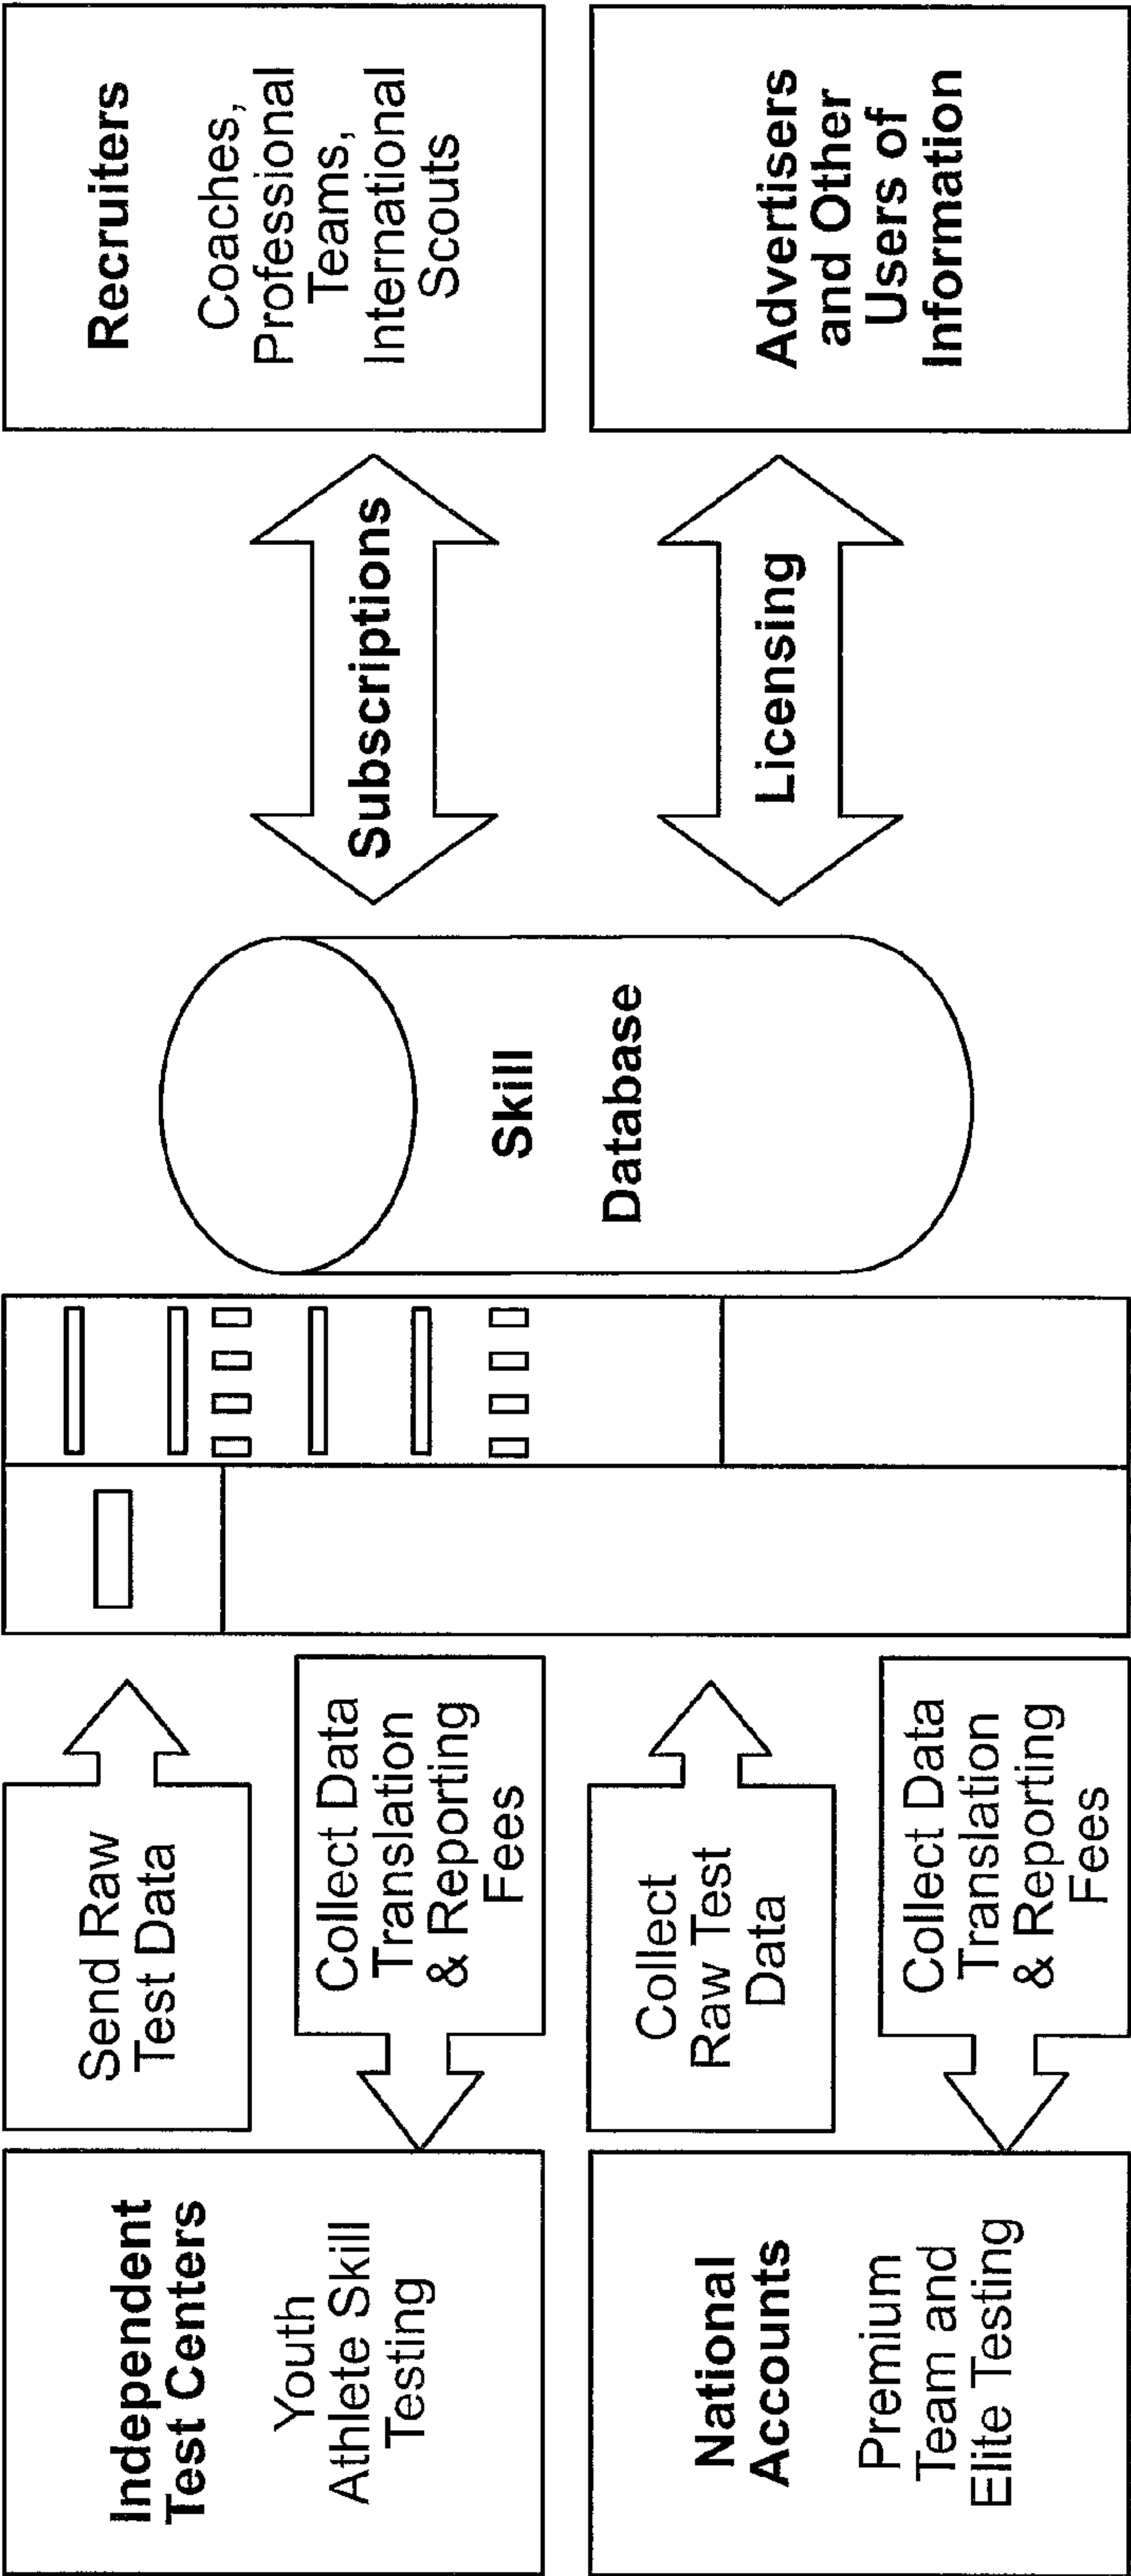 Independent
Test Centers
Youth
Athlete Skill
Testing
National
Accounts
Premium
Team and
Elite Testing
Send Raw
Test Data
Collect Data
Translation
& Reporting
Fees
Collect
Raw Test
Data
Collect Data
Translation
& Reporting
Fees
Skill
Database
Subscriptions
Licensing
Recruiters
Coaches,
Professional
Teams,
International
Scouts
Advertisers
and Other
Users of
Information